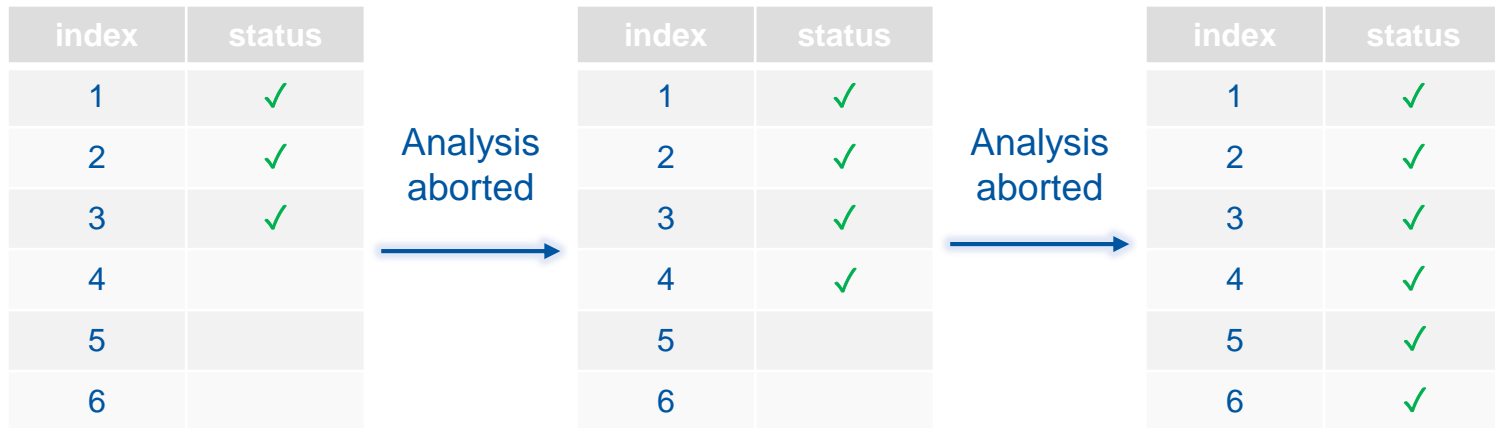 index status
1 ✓
2 ✓
3 ✓
4
5
6
Analysis
aborted
index status
1 ✓
2 ✓
3 ✓
4 ✓
5
6
Analysis
aborted
index status
1 ✓
2 ✓
3 ✓
4 ✓
5 ✓
6 ✓